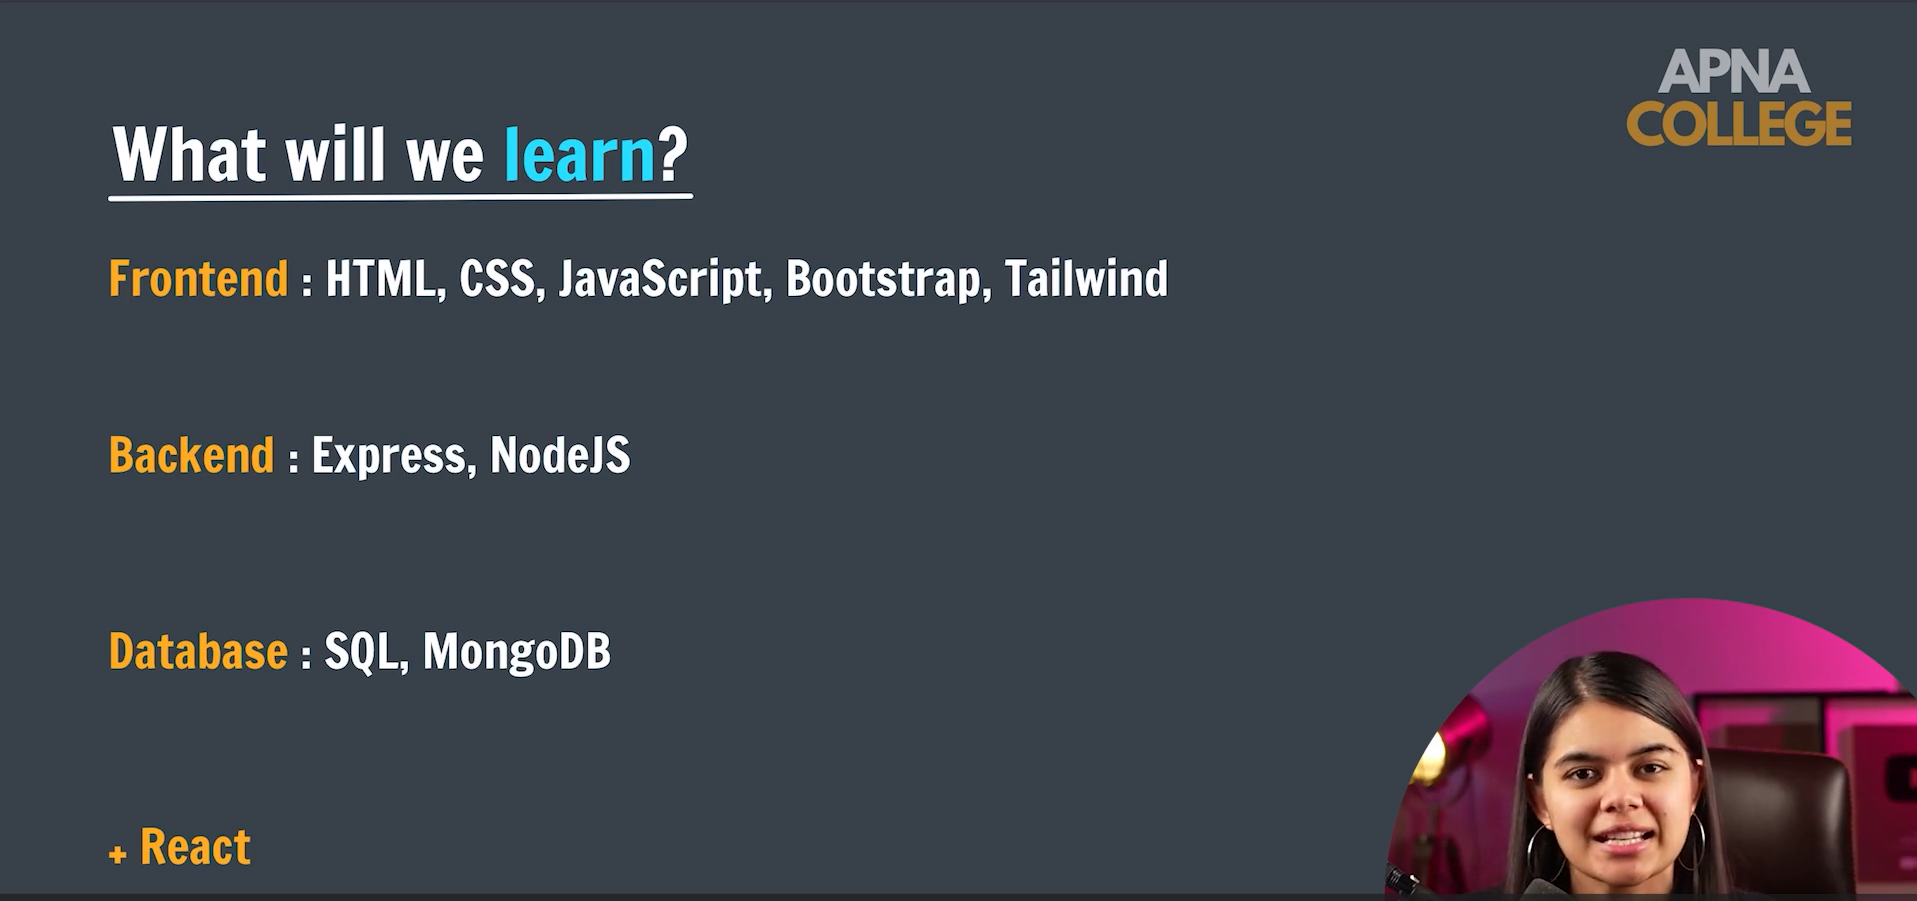 APNA
COLLEGE
What will we learn?
Frontend : HTML, CSS, JavaScript, Bootstrap, Tailwind
Backend : Express, NodeJS
Database : SQL, MongoDB
+ React